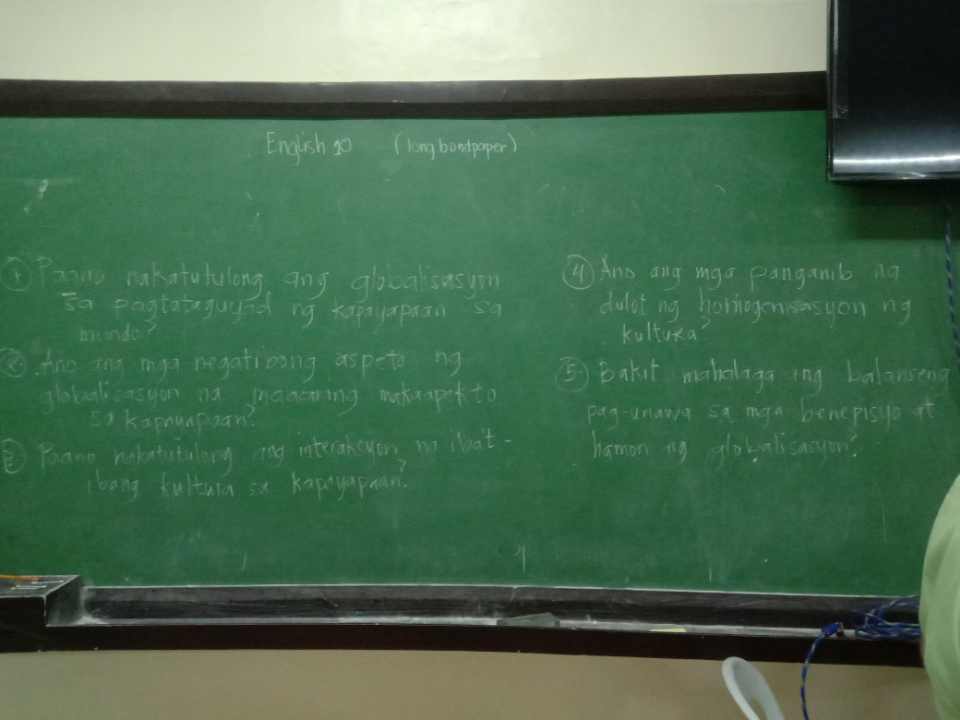 English 10 (long bondpaper)
① Paano nakatutulong ang globalisasyon
sa pagtataguyod ng kapayapaan sa
mundo?
② Ano ang mga negatibong aspeto ng
globalisasyon na maaaring makaapekto
sa kapayapaan?
③ Paano nakatutulong ang interaksyon na iba't-
ibang kultura sa kapayapaan?
④ Ano ang mga panganib ng
dulot ng homogenisasyon ng
kultura?
⑤ Bakit mahalaga ang balanseng
pag-unawa sa mga benepisyo at
hamon ng globalisasyon?